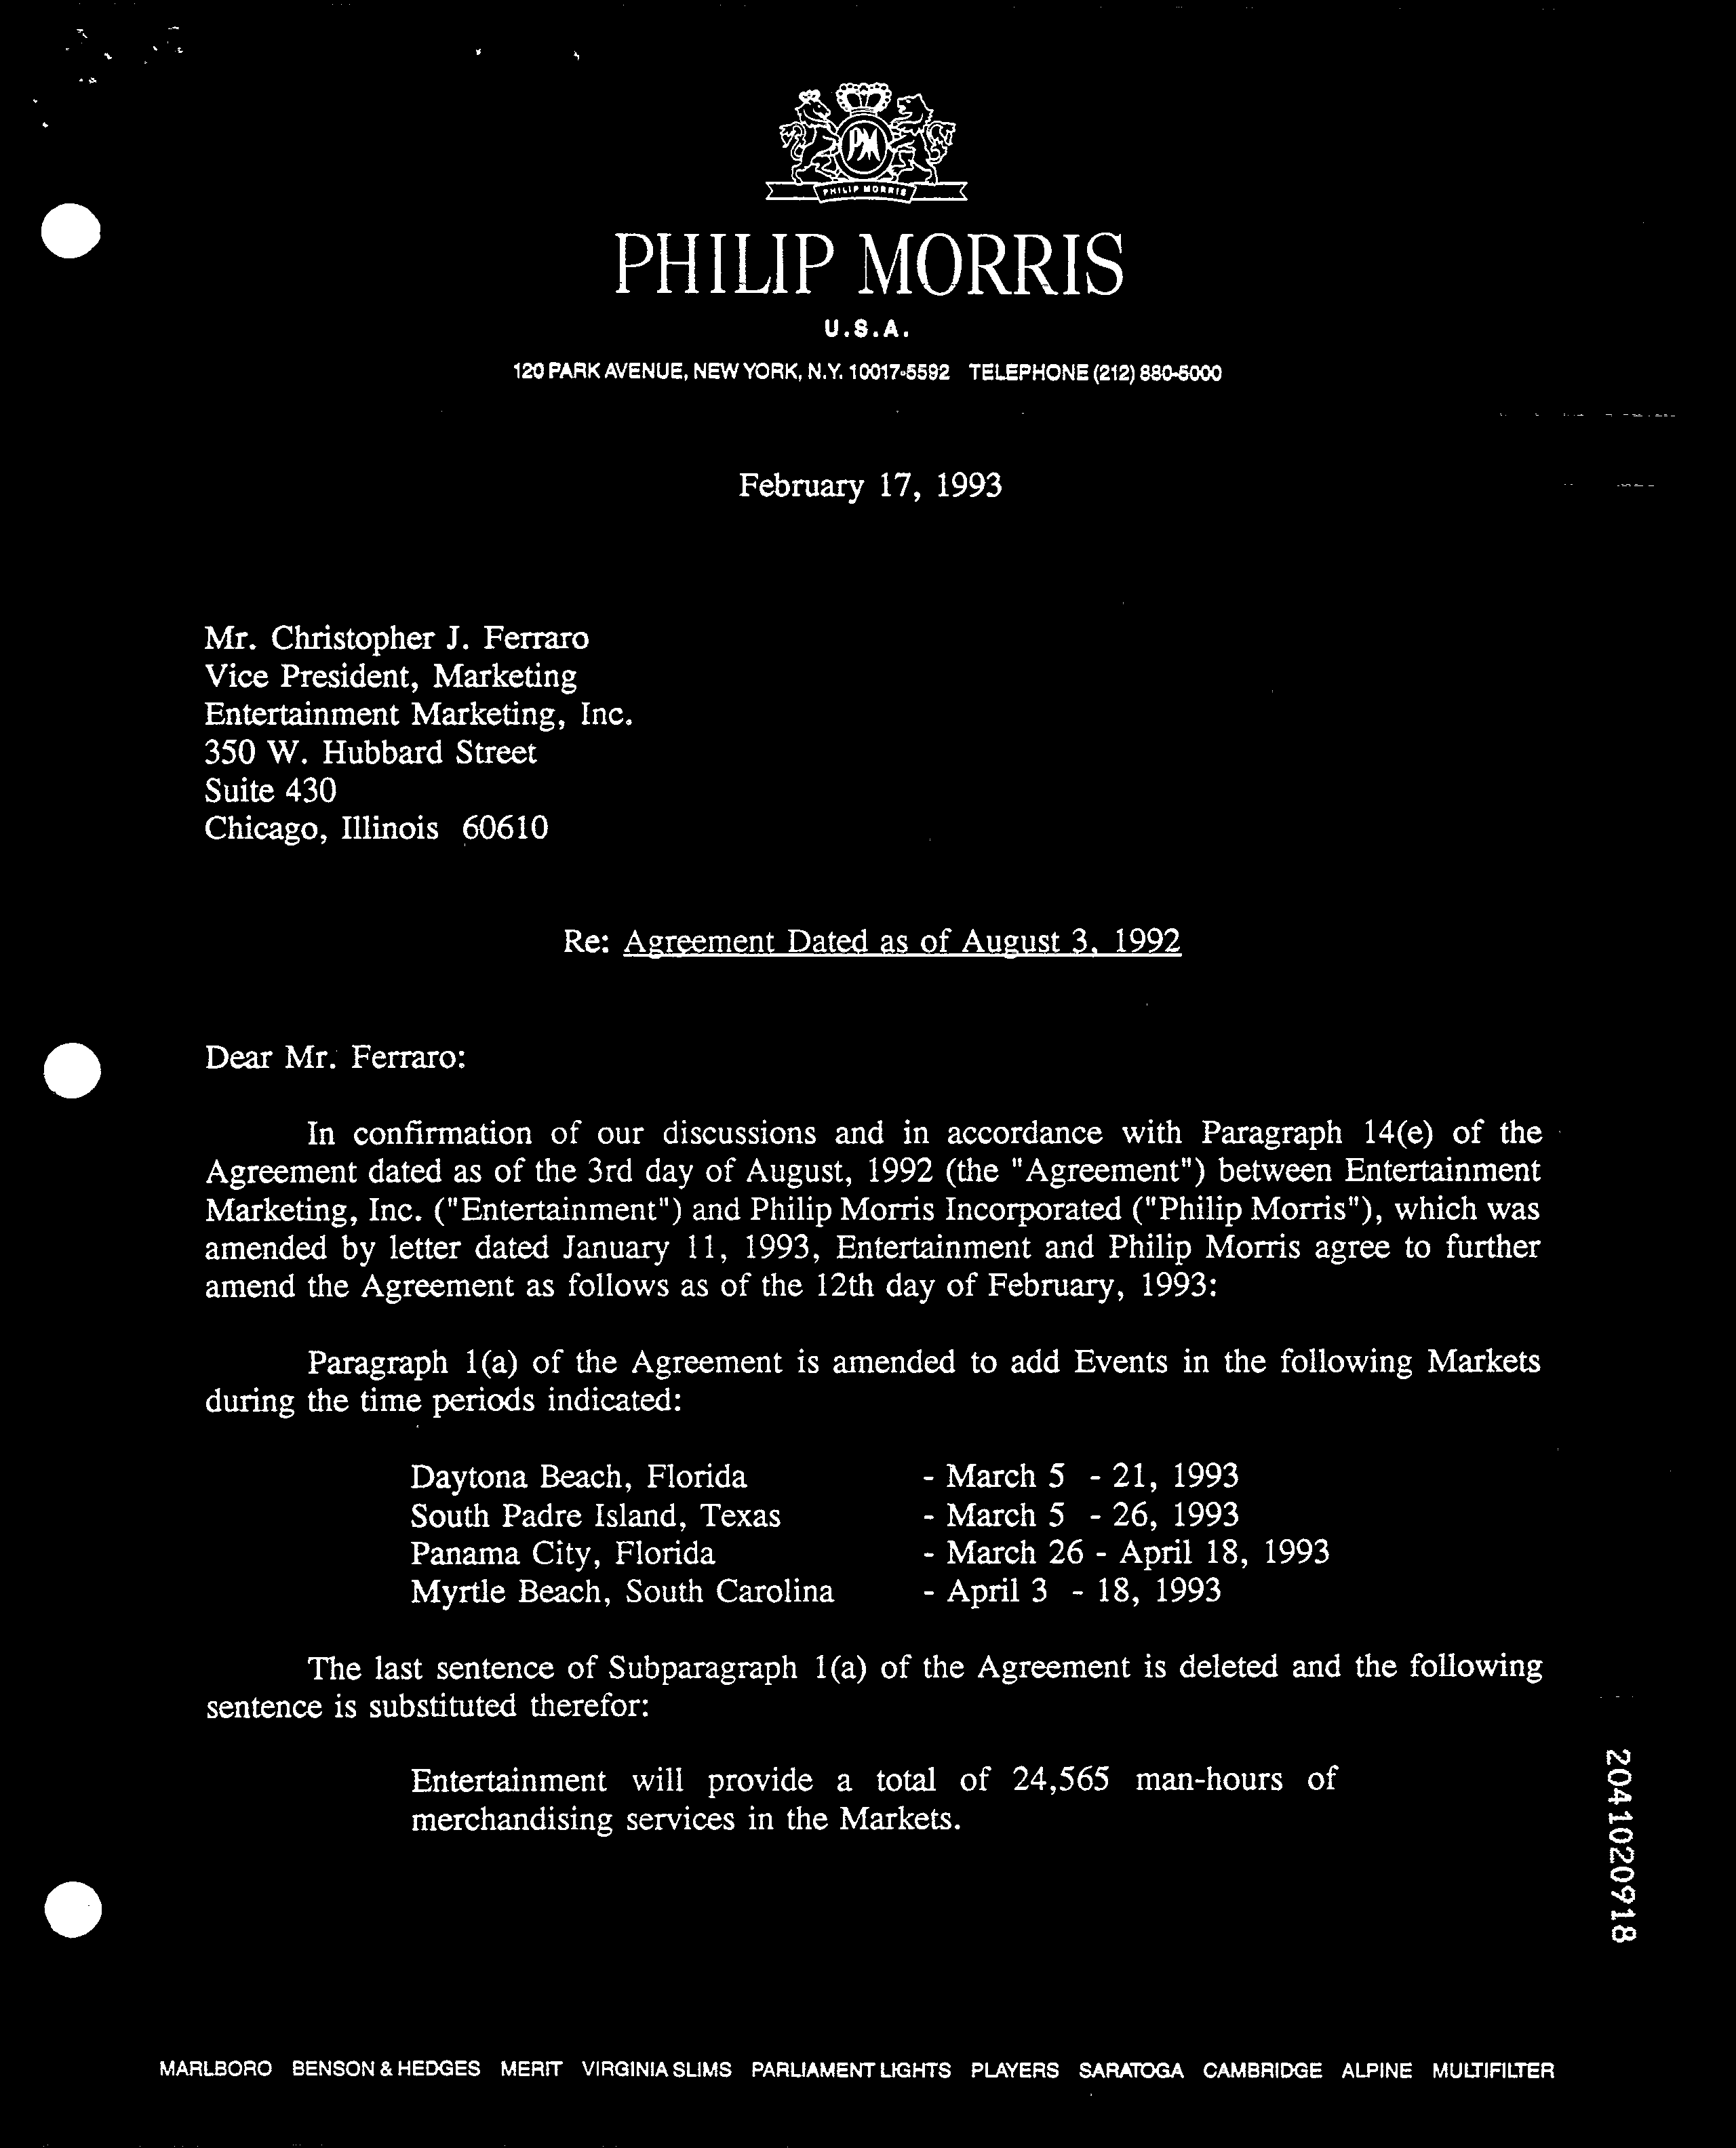 PM
PHILIP MORRIS
PHILIP MORRIS
U.S.A.
120 PARK AVENUE, NEW YORK, N.Y. 10017-5592 TELEPHONE (212) 880-5000
February 17, 1993
Mr. Christopher J. Ferraro
Vice President, Marketing
Entertainment Marketing, Inc.
350 W. Hubbard Street
Suite 430
Chicago, Illinois 60610
Re: Agreement Dated as of August 3, 1992
Dear Mr. Ferraro:
In confirmation of our discussions and in accordance with Paragraph 14(e) of the
Agreement dated as of the 3rd day of August, 1992 (the "Agreement") between Entertainment
Marketing, Inc. ("Entertainment") and Philip Morris Incorporated ("Philip Morris"), which was
amended by letter dated January 11, 1993, Entertainment and Philip Morris agree to further
amend the Agreement as follows as of the 12th day of February, 1993:
Paragraph 1(a) of the Agreement is amended to add Events in the following Markets
during the time periods indicated:
Daytona Beach, Florida - March 5 - 21, 1993
South Padre Island, Texas - March 5 - 26, 1993
Panama City, Florida - March 26 - April 18, 1993
Myrtle Beach, South Carolina - April 3 - 18, 1993
The last sentence of Subparagraph 1(a) of the Agreement is deleted and the following
sentence is substituted therefor:
Entertainment will provide a total of 24,565 man-hours of
merchandising services in the Markets.
2041020918
MARLBORO BENSON & HEDGES MERIT VIRGINIA SLIMS PARLIAMENT LIGHTS PLAYERS SARATOGA CAMBRIDGE ALPINE MULTIFILTER